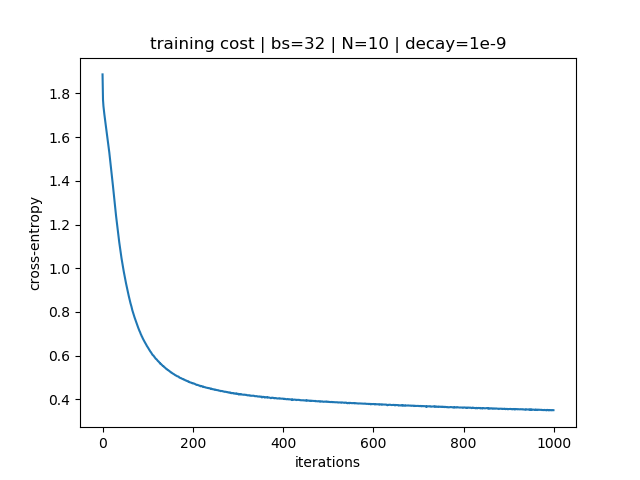 training cost | bs=32 | N=10 | decay=1e-9
1.8
1.6
1.4
1.2
1.0
0.8
0.6
0.4
cross-entropy
0 200 400 600 800 1000
iterations